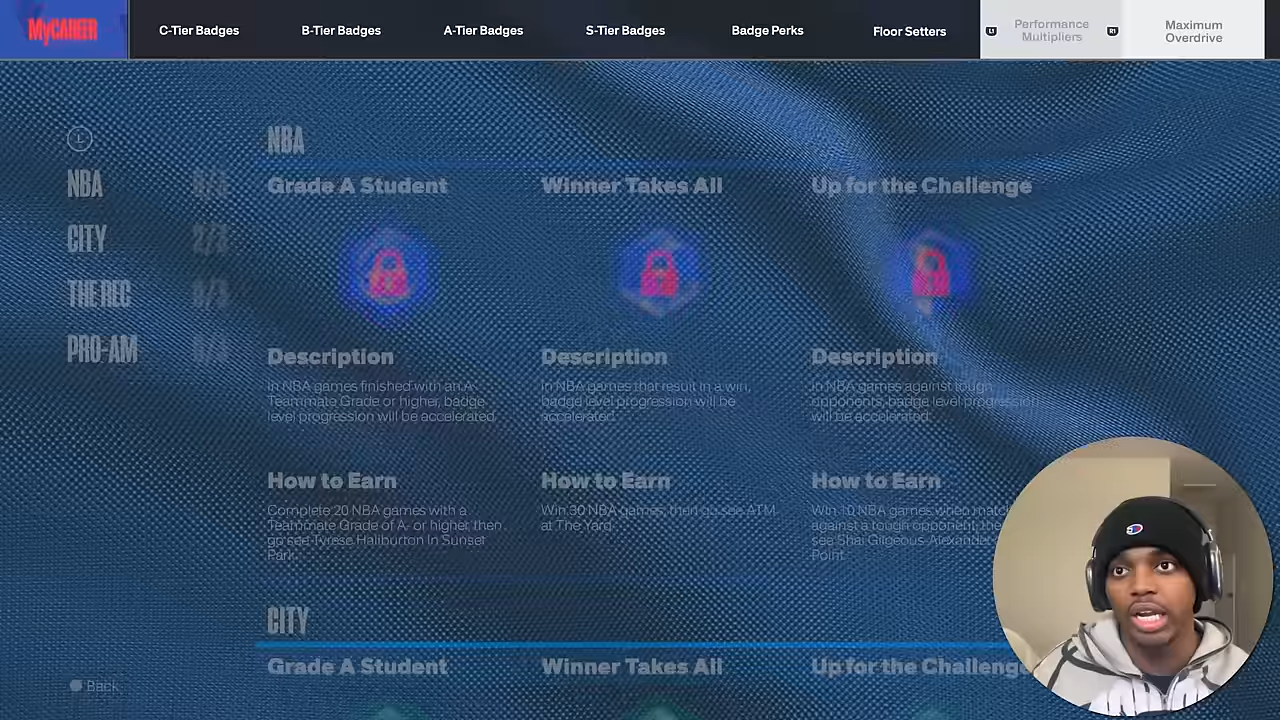 MyCAREER
C-Tier Badges
B-Tier Badges
A-Tier Badges
S-Tier Badges
Badge Perks
Floor Setters
L1
Performance
Multipliers
R1
Maximum
Overdrive
L
NBA
CITY
2/3
THE REC
PRO-AM
NBA
Grade A Student
Winner Takes All
Up for the Challenge
Description
In NBA games finished with an A-
Teammate Grade or higher, badge
level progression will be accelerated.
Description
In NBA games that result in a win,
badge level progression will be
accelerated.
Description
In NBA games against tough
opponents, badge level progression
will be accelerated.
How to Earn
Complete 20 NBA games with a
Teammate Grade of A- or higher, then
go see Tyrese Haliburton in Sunset
Park.
How to Earn
Win 30 NBA games, then go see ATM
at The Yard.
How to Earn
Win 10 NBA games when
against a tough opponent,
see Shai Gilgeous-Alexander
Point.
CITY
Grade A Student
Winner Takes All
Up for the Challenge
Back